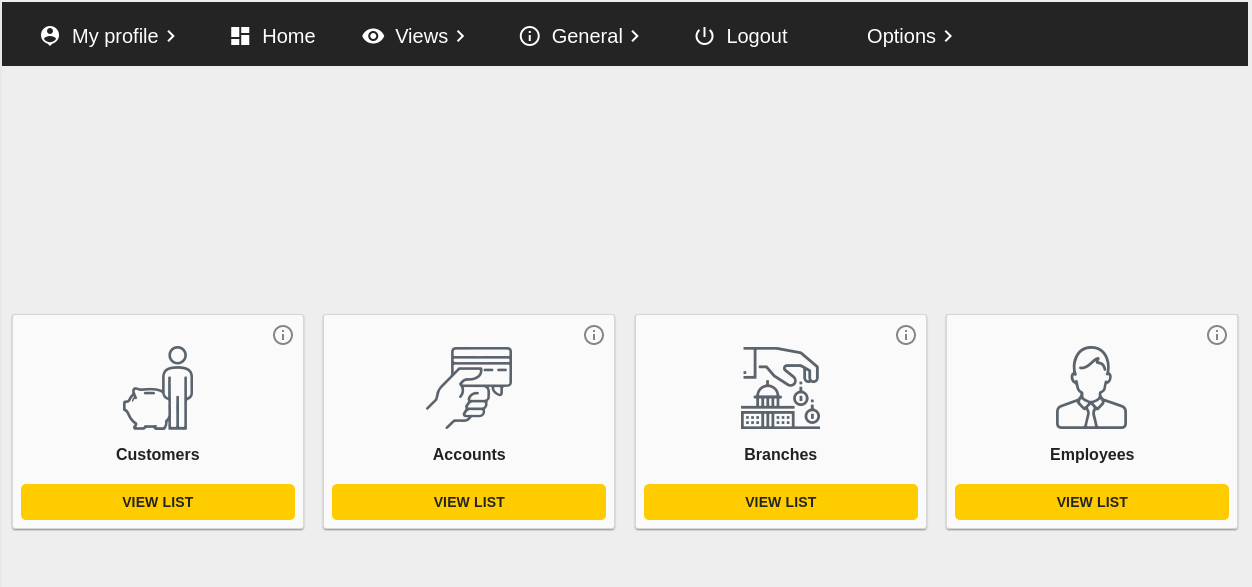 My profile Home Views General Logout Options
Customers Accounts Branches Employees
VIEW LIST VIEW LIST VIEW LIST VIEW LIST